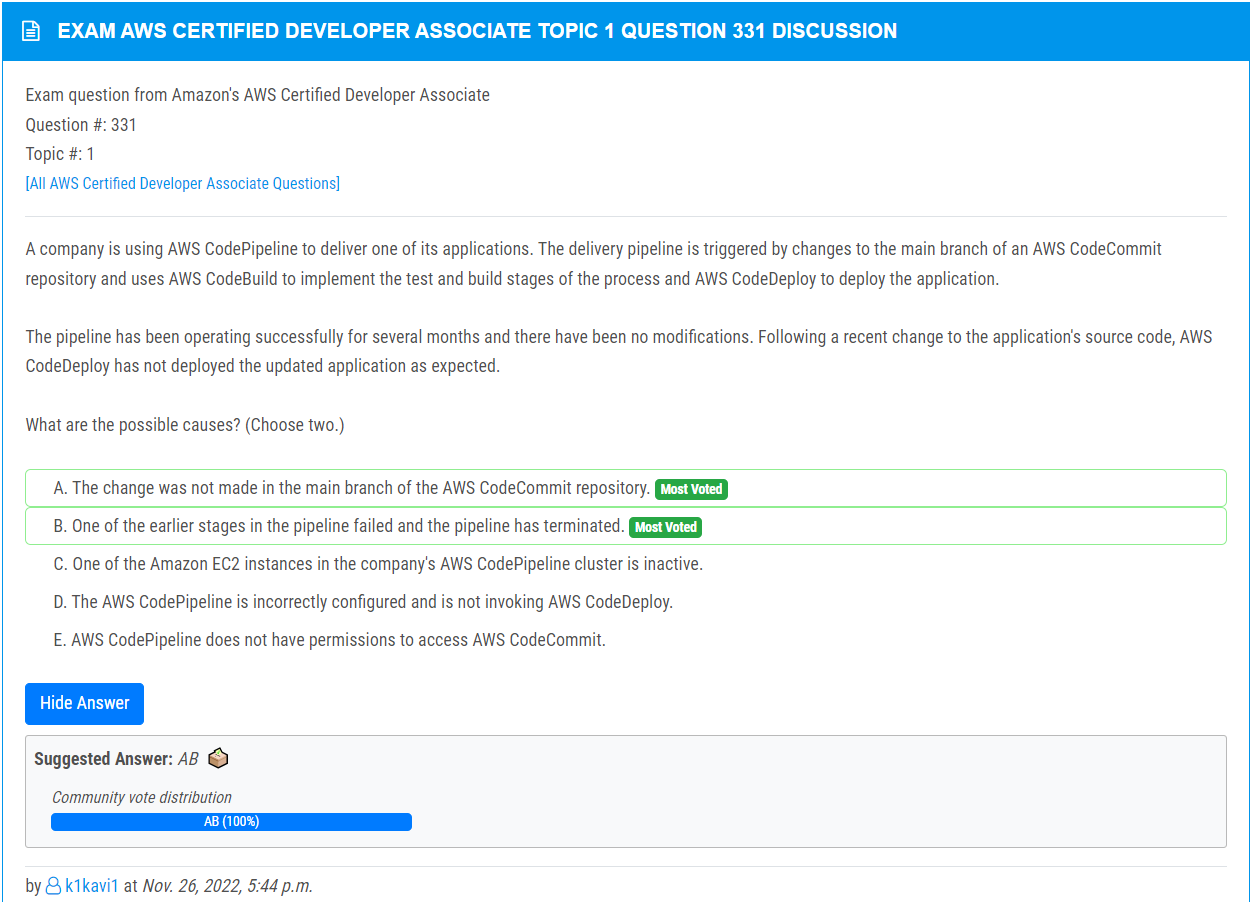 EXAM AWS CERTIFIED DEVELOPER ASSOCIATE TOPIC 1 QUESTION 331 DISCUSSION
Exam question from Amazon's AWS Certified Developer Associate
Question #: 331
Topic #: 1
[All AWS Certified Developer Associate Questions]
A company is using AWS CodePipeline to deliver one of its applications. The delivery pipeline is triggered by changes to the main branch of an AWS CodeCommit
repository and uses AWS CodeBuild to implement the test and build stages of the process and AWS CodeDeploy to deploy the application.
The pipeline has been operating successfully for several months and there have been no modifications. Following a recent change to the application's source code, AWS
CodeDeploy has not deployed the updated application as expected.
What are the possible causes? (Choose two.)
A. The change was not made in the main branch of the AWS CodeCommit repository. Most Voted
B. One of the earlier stages in the pipeline failed and the pipeline has terminated. Most Voted
C. One of the Amazon EC2 instances in the company's AWS CodePipeline cluster is inactive.
D. The AWS CodePipeline is incorrectly configured and is not invoking AWS CodeDeploy.
E. AWS CodePipeline does not have permissions to access AWS CodeCommit.
Hide Answer
Suggested Answer: AB
Community vote distribution
AB (100%)
by k1kavi1 at Nov. 26, 2022, 5:44 p.m.